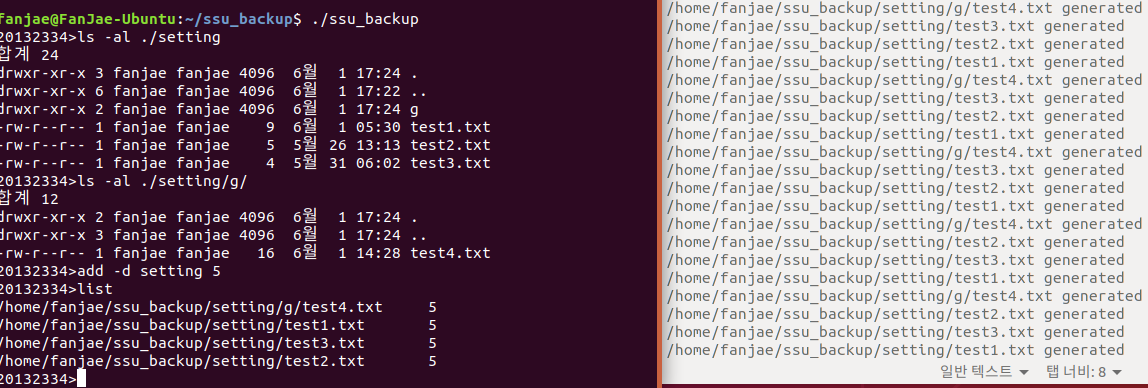 fanjae@FanJae-Ubuntu:~/ssu_backup$ ./ssu_backup
20132334>ls -al ./setting
합계 24
drwxr-xr-x 3 fanjae fanjae 4096  6월  1 17:24 .
drwxr-xr-x 6 fanjae fanjae 4096  6월  1 17:22 ..
drwxr-xr-x 2 fanjae fanjae 4096  6월  1 17:24 g
-rw-r--r-- 1 fanjae fanjae    9  6월  1 05:30 test1.txt
-rw-r--r-- 1 fanjae fanjae    5  5월 26 13:13 test2.txt
-rw-r--r-- 1 fanjae fanjae    4  5월 31 06:02 test3.txt
20132334>ls -al ./setting/g/
합계 12
drwxr-xr-x 2 fanjae fanjae 4096  6월  1 17:24 .
drwxr-xr-x 3 fanjae fanjae 4096  6월  1 17:24 ..
-rw-r--r-- 1 fanjae fanjae   16  6월  1 14:28 test4.txt
20132334>add -d setting 5
20132334>list
/home/fanjae/ssu_backup/setting/g/test4.txt     5
/home/fanjae/ssu_backup/setting/test1.txt       5
/home/fanjae/ssu_backup/setting/test3.txt       5
/home/fanjae/ssu_backup/setting/test2.txt       5
20132334>
/home/fanjae/ssu_backup/setting/g/test4.txt generated
/home/fanjae/ssu_backup/setting/test3.txt generated
/home/fanjae/ssu_backup/setting/test2.txt generated
/home/fanjae/ssu_backup/setting/test1.txt generated
/home/fanjae/ssu_backup/setting/g/test4.txt generated
/home/fanjae/ssu_backup/setting/test3.txt generated
/home/fanjae/ssu_backup/setting/test2.txt generated
/home/fanjae/ssu_backup/setting/test1.txt generated
/home/fanjae/ssu_backup/setting/g/test4.txt generated
/home/fanjae/ssu_backup/setting/test3.txt generated
/home/fanjae/ssu_backup/setting/test2.txt generated
/home/fanjae/ssu_backup/setting/test1.txt generated
/home/fanjae/ssu_backup/setting/g/test4.txt generated
/home/fanjae/ssu_backup/setting/test2.txt generated
/home/fanjae/ssu_backup/setting/test3.txt generated
/home/fanjae/ssu_backup/setting/test1.txt generated
/home/fanjae/ssu_backup/setting/g/test4.txt generated
/home/fanjae/ssu_backup/setting/test2.txt generated
/home/fanjae/ssu_backup/setting/test3.txt generated
/home/fanjae/ssu_backup/setting/test1.txt generated
일반 텍스트 탭 너비: 8